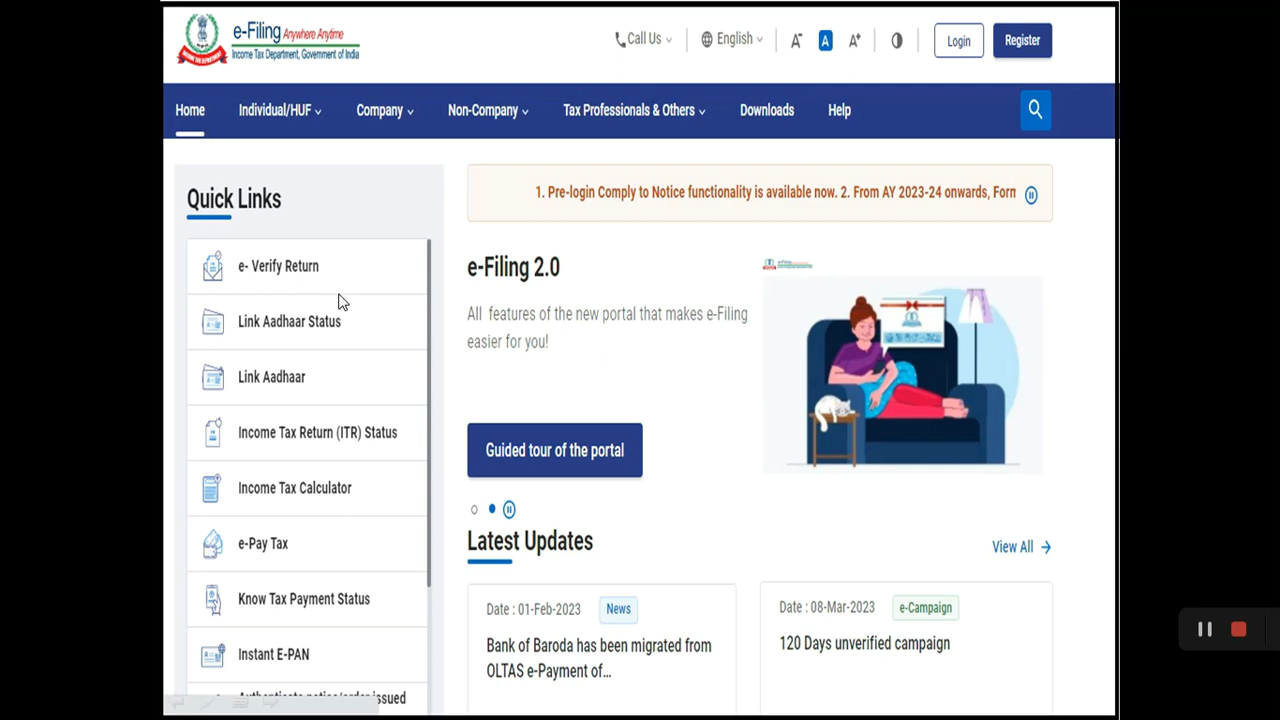 e-Filing Anywhere Anytime
Income Tax Department, Government of India
Call Us
English
A-
A
A+
Login
Register
Home
Individual/HUF
Company
Non-Company
Tax Professionals & Others
Downloads
Help
Quick Links
e- Verify Return
Link Aadhaar Status
Link Aadhaar
Income Tax Return (ITR) Status
Income Tax Calculator
e-Pay Tax
Know Tax Payment Status
Instant E-PAN
Authenticate notice/order issued
1. Pre-login Comply to Notice functionality is available now. 2. From AY 2023-24 onwards, Forn
e-Filing 2.0
All features of the new portal that makes e-Filing
easier for you!
Guided tour of the portal
Latest Updates
View All
Date : 01-Feb-2023
News
Bank of Baroda has been migrated from
OLTAS e-Payment of...
Date : 08-Mar-2023
e-Campaign
120 Days unverified campaign